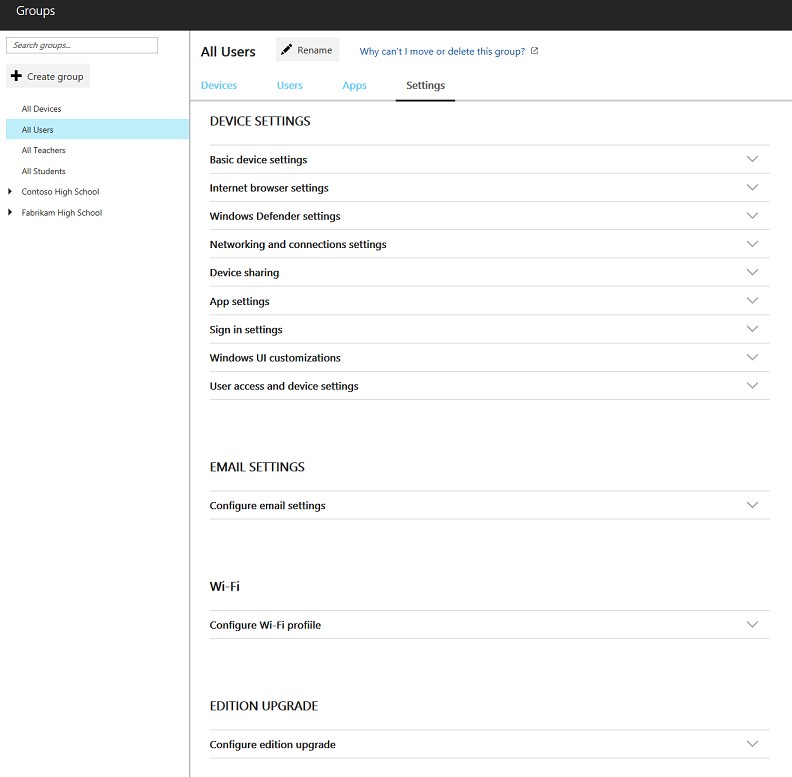 Groups
Search groups...
Create group
All Devices
All Users
All Teachers
All Students
Contoso High School
Fabrikam High School
All Users
Rename
Why can't I move or delete this group?
Devices Users Apps Settings
DEVICE SETTINGS
Basic device settings
Internet browser settings
Windows Defender settings
Networking and connections settings
Device sharing
App settings
Sign in settings
Windows UI customizations
User access and device settings
EMAIL SETTINGS
Configure email settings
Wi-Fi
Configure Wi-Fi profiile
EDITION UPGRADE
Configure edition upgrade